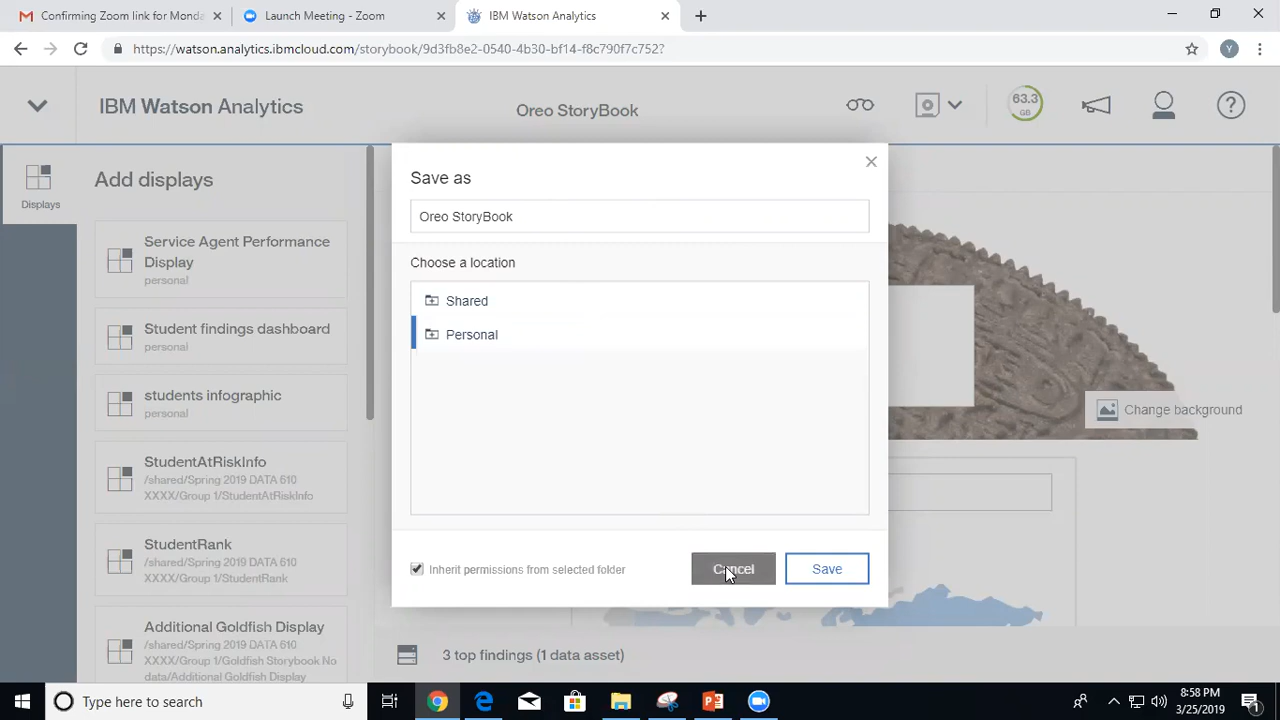 Confirming Zoom link for Monda
Launch Meeting - Zoom
IBM Watson Analytics
https://watson.analytics.ibmcloud.com/storybook/9d3fb8e2-0540-4b30-bf14-f8c790f7c752?
Y
IBM Watson Analytics
Oreo StoryBook
63.3
GB
?
Displays
Add displays
Service Agent Performance
Display
personal
Student findings dashboard
personal
students infographic
personal
StudentAtRiskInfo
/shared/Spring 2019 DATA 610
XXXX/Group 1/StudentAtRiskInfo
StudentRank
/shared/Spring 2019 DATA 610
XXXX/Group 1/StudentRank
Additional Goldfish Display
/shared/Spring 2019 DATA 610
XXXX/Group 1/Goldfish Storybook No
data/Additional Goldfish Display
Save as
Oreo StoryBook
Choose a location
Shared
Personal
Inherit permissions from selected folder
Cancel
Save
Change background
3 top findings (1 data asset)
Type here to search
8:58 PM
3/25/2019
1